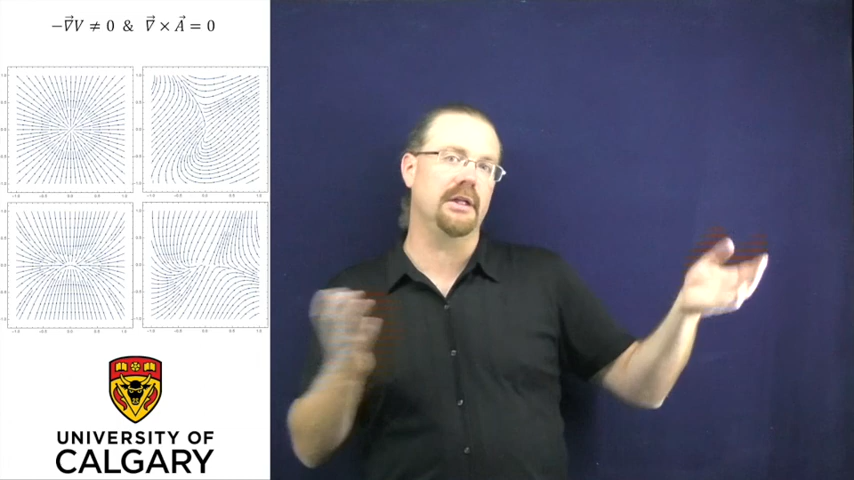 −∇⃗V ≠ 0 & ∇⃗ × A⃗ = 0
UNIVERSITY OF
CALGARY